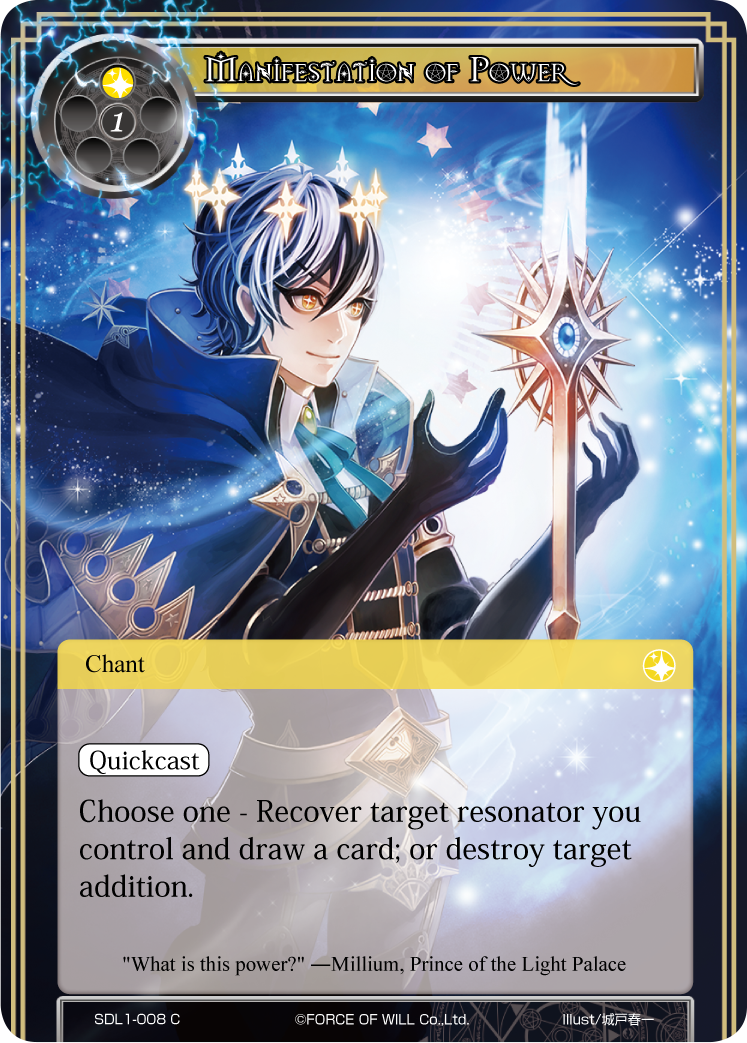 Manifestation of Power
1
Chant
Quickcast
Choose one - Recover target resonator you
control and draw a card; or destroy target
addition.
"What is this power?" —Millium, Prince of the Light Palace
SDL1-008 C ©FORCE OF WILL Co.,Ltd. Illust/城戸春一